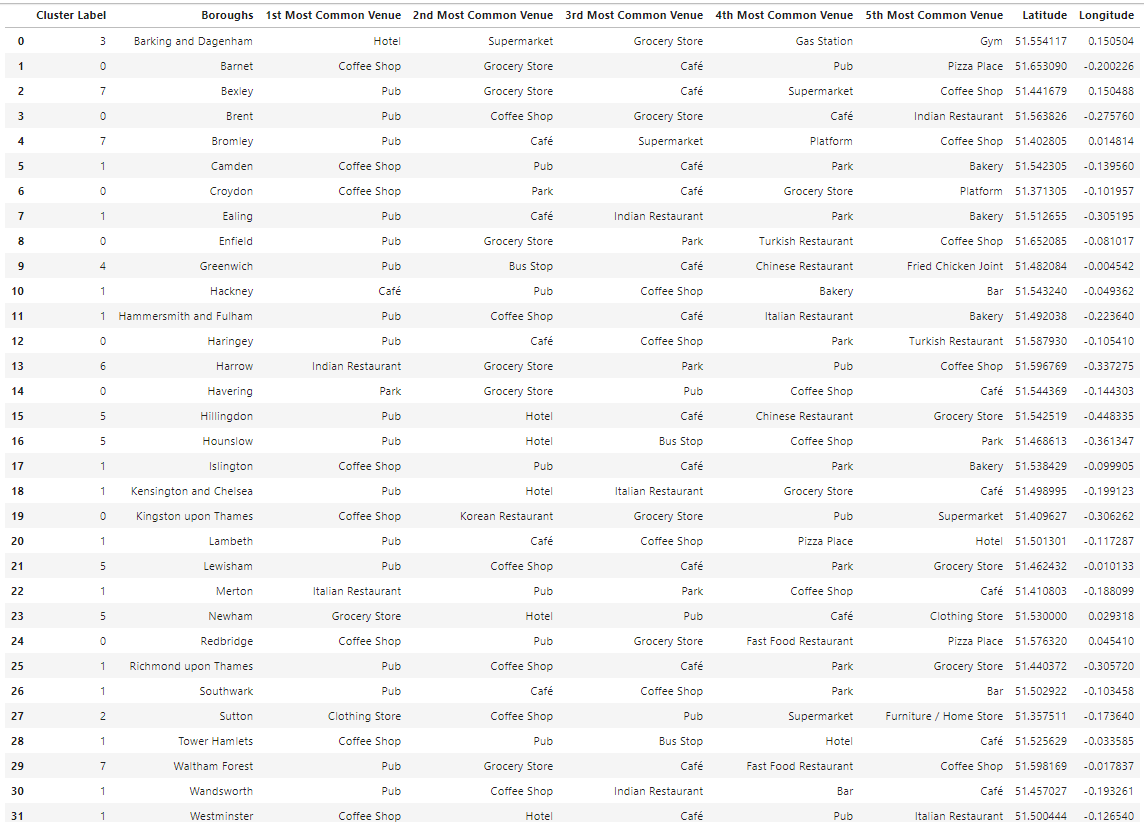 Cluster Label Boroughs 1st Most Common Venue 2nd Most Common Venue 3rd Most Common Venue 4th Most Common Venue 5th Most Common Venue Latitude Longitude
0 3 Barking and Dagenham Hotel Supermarket Grocery Store Gas Station Gym 51.554117 0.150504
1 0 Barnet Coffee Shop Grocery Store Café Pub Pizza Place 51.653090 -0.200226
2 7 Bexley Pub Grocery Store Café Supermarket Coffee Shop 51.441679 0.150488
3 0 Brent Pub Coffee Shop Grocery Store Café Indian Restaurant 51.563826 -0.275760
4 7 Bromley Pub Café Supermarket Platform Coffee Shop 51.402805 0.014814
5 1 Camden Coffee Shop Pub Café Park Bakery 51.542305 -0.139560
6 0 Croydon Coffee Shop Park Café Grocery Store Platform 51.371305 -0.101957
7 1 Ealing Pub Café Indian Restaurant Park Bakery 51.512655 -0.305195
8 0 Enfield Pub Grocery Store Park Turkish Restaurant Coffee Shop 51.652085 -0.081017
9 4 Greenwich Pub Bus Stop Café Chinese Restaurant Fried Chicken Joint 51.482084 -0.004542
10 1 Hackney Café Pub Coffee Shop Bakery Bar 51.543240 -0.049362
11 1 Hammersmith and Fulham Pub Coffee Shop Café Italian Restaurant Bakery 51.492038 -0.223640
12 0 Haringey Pub Café Coffee Shop Park Turkish Restaurant 51.587930 -0.105410
13 6 Harrow Indian Restaurant Grocery Store Park Pub Coffee Shop 51.596769 -0.337275
14 0 Havering Park Grocery Store Pub Coffee Shop Café 51.544369 -0.144303
15 5 Hillingdon Pub Hotel Café Chinese Restaurant Grocery Store 51.542519 -0.448335
16 5 Hounslow Pub Hotel Bus Stop Coffee Shop Park 51.468613 -0.361347
17 1 Islington Coffee Shop Pub Café Park Bakery 51.538429 -0.099905
18 1 Kensington and Chelsea Pub Hotel Italian Restaurant Grocery Store Café 51.498995 -0.199123
19 0 Kingston upon Thames Coffee Shop Korean Restaurant Grocery Store Pub Supermarket 51.409627 -0.306262
20 1 Lambeth Pub Café Coffee Shop Pizza Place Hotel 51.501301 -0.117287
21 5 Lewisham Pub Coffee Shop Café Park Grocery Store 51.462432 -0.010133
22 1 Merton Italian Restaurant Pub Park Coffee Shop Café 51.410803 -0.188099
23 5 Newham Grocery Store Hotel Pub Café Clothing Store 51.530000 0.029318
24 0 Redbridge Coffee Shop Pub Grocery Store Fast Food Restaurant Pizza Place 51.576320 0.045410
25 1 Richmond upon Thames Pub Coffee Shop Café Park Grocery Store 51.440372 -0.305720
26 1 Southwark Pub Café Coffee Shop Park Bar 51.502922 -0.103458
27 2 Sutton Clothing Store Coffee Shop Pub Supermarket Furniture / Home Store 51.357511 -0.173640
28 1 Tower Hamlets Coffee Shop Pub Bus Stop Hotel Café 51.525629 -0.033585
29 7 Waltham Forest Pub Grocery Store Café Fast Food Restaurant Coffee Shop 51.598169 -0.017837
30 1 Wandsworth Pub Coffee Shop Indian Restaurant Bar Café 51.457027 -0.193261
31 1 Westminster Coffee Shop Hotel Café Pub Italian Restaurant 51.500444 -0.126540